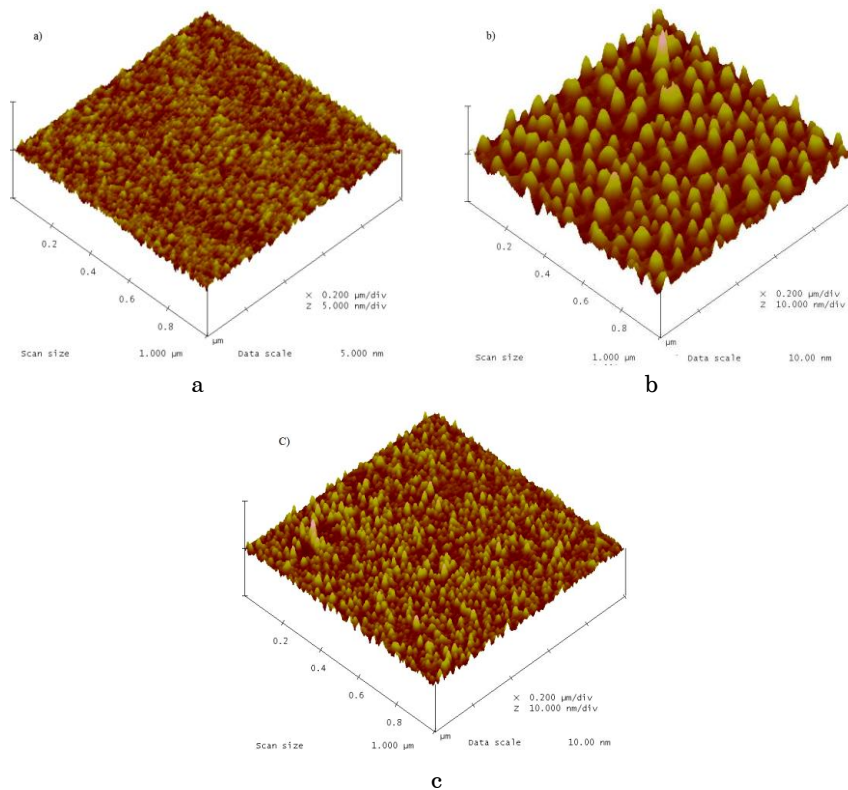 a)
0.2
0.4
0.6
0.8
µm
X 0.200 µm/div
Z 5.000 nm/div
Scan size 1.000 µm Data scale 5.000 nm
a
b)
0.2
0.4
0.6
0.8
µm
X 0.200 µm/div
Z 10.000 nm/div
Scan size 1.000 µm Data scale 10.00 nm
b
C)
0.2
0.4
0.6
0.8
µm
X 0.200 µm/div
Z 10.000 nm/div
Scan size 1.000 µm Data scale 10.00 nm
c